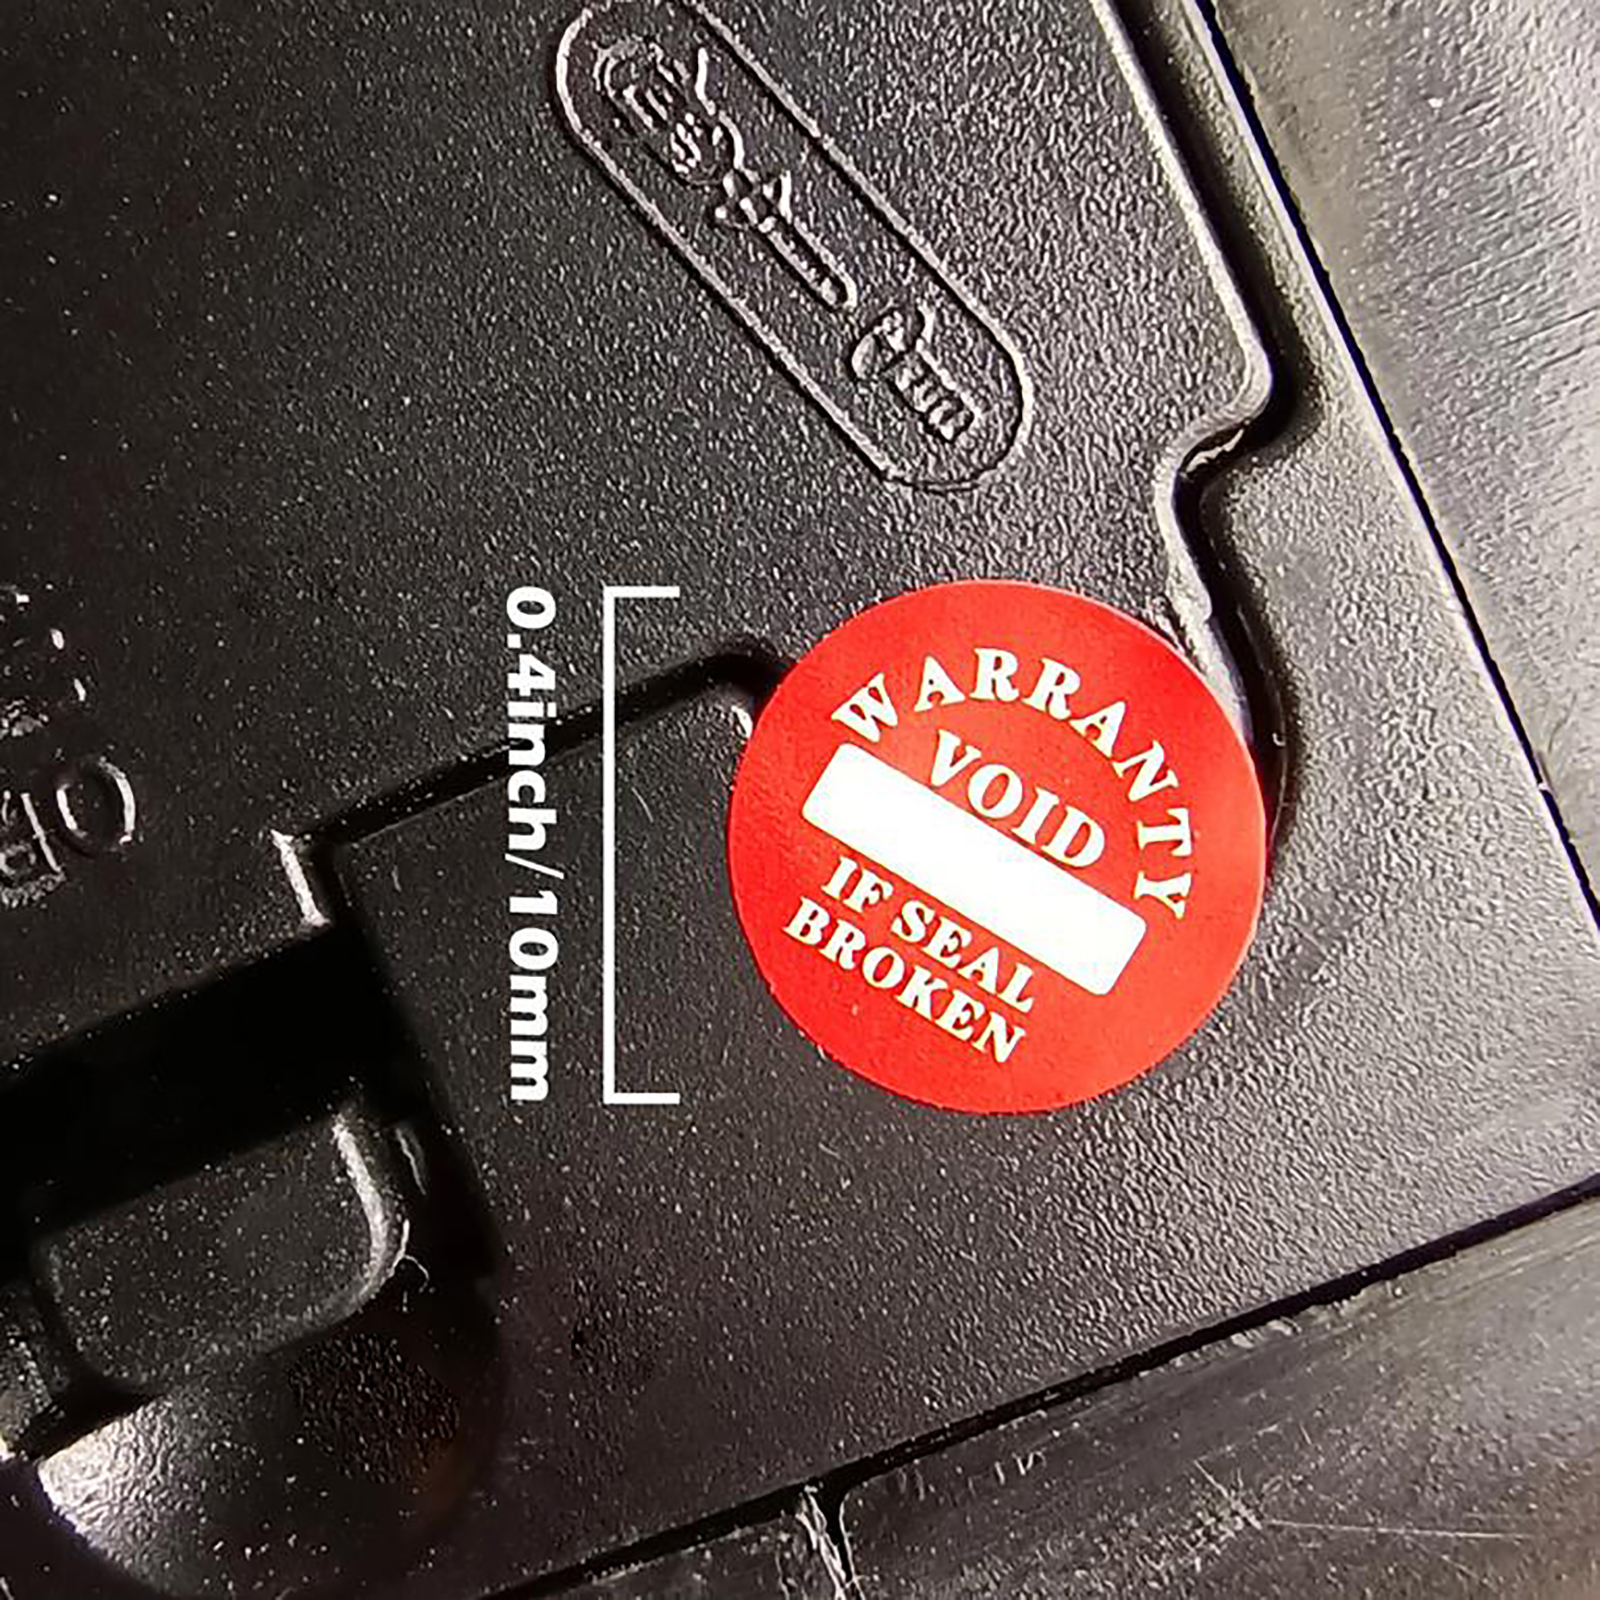 WARRANTY
VOID
IF SEAL
BROKEN
0.4inch/10mm